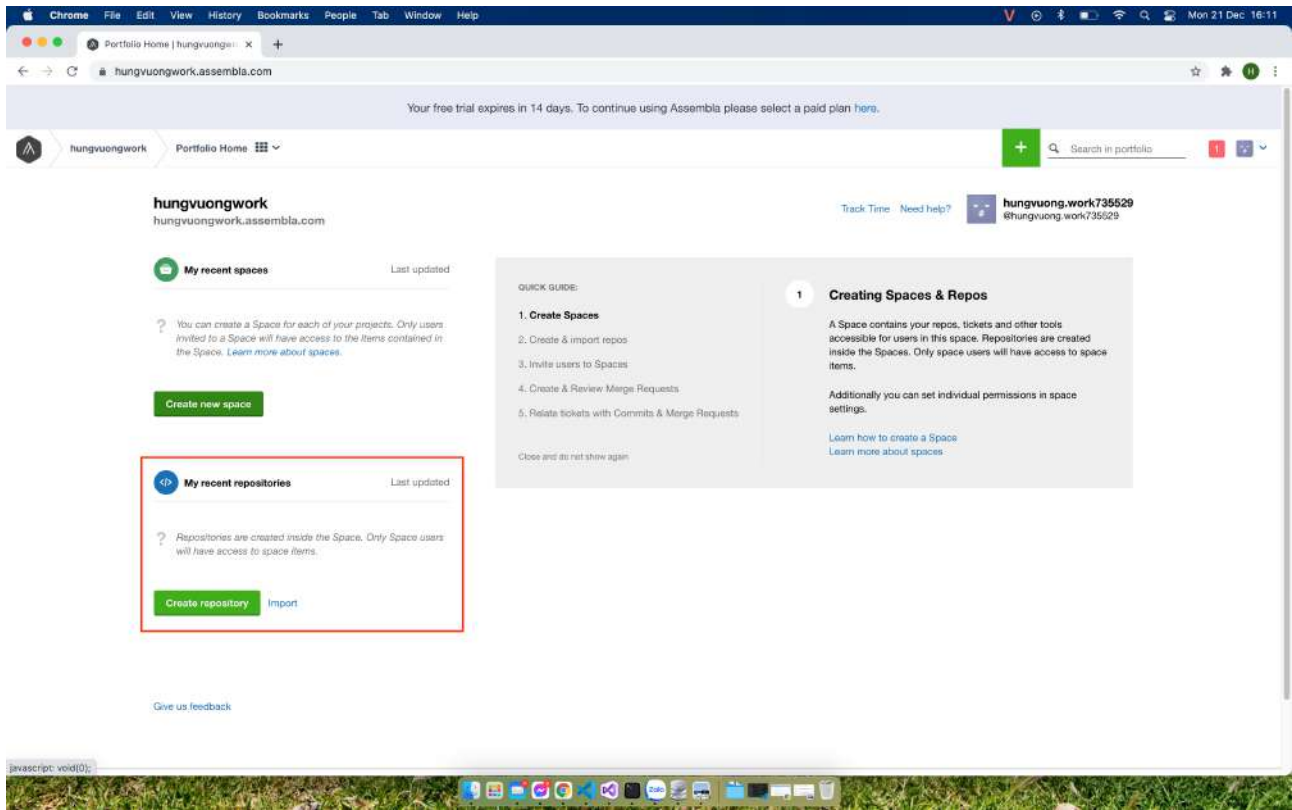 Chrome File Edit View History Bookmarks People Tab Window Help
V Mon 21 Dec 16:11
Portfolio Home | hungvuongw
hungvuongwork.assembla.com
H
Your free trial expires in 14 days. To continue using Assembla please select a paid plan here.
hungvuongwork Portfolio Home
+ Search in portfolio 1
hungvuongwork
hungvuongwork.assembla.com
Track Time Need help?
hungvuong.work735529
@hungvuong.work735529
My recent spaces Last updated
? You can create a Space for each of your projects. Only users
invited to a Space will have access to the items contained in
the Space. Learn more about spaces.
Create new space
My recent repositories Last updated
? Repositories are created inside the Space. Only Space users
will have access to space items.
Create repository Import
QUICK GUIDE:
1. Create Spaces
2. Create & import repos
3. Invite users to Spaces
4. Create & Review Merge Requests
5. Relate tickets with Commits & Merge Requests
Close and do not show again
1 Creating Spaces & Repos
A Space contains your repos, tickets and other tools
accessible for users in this space. Repositories are created
inside the Spaces. Only space users will have access to space
items.
Additionally you can set individual permissions in space
settings.
Learn how to create a Space
Learn more about spaces
Give us feedback
javascript: void(0);
Zalo